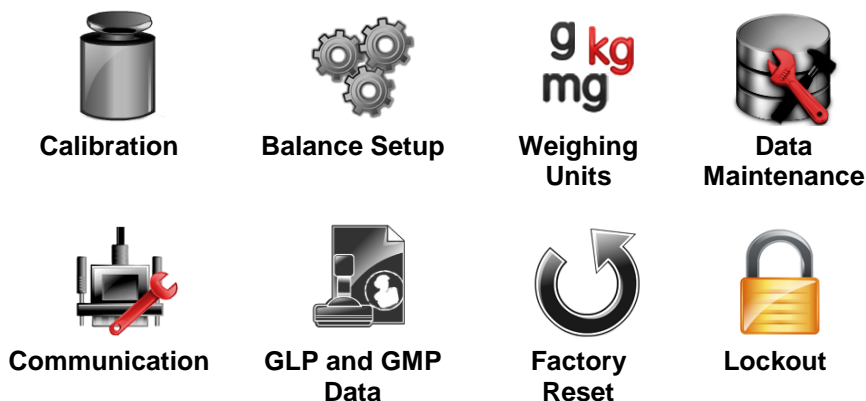 g kg
mg
Calibration
Balance Setup
Weighing
Units
Data
Maintenance
Communication
GLP and GMP
Data
Factory
Reset
Lockout